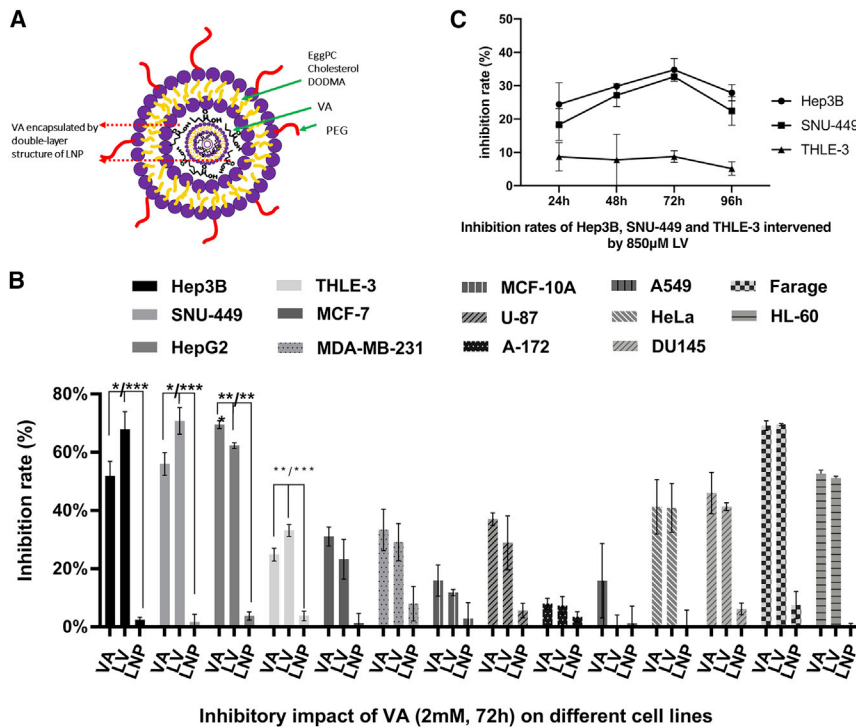 A
EggPC
Cholesterol
DODMA
VA
PEG
VA encapsulated by
double-layer
structure of LNP
OH
C
inhibition rate (%)
50
40
30
20
10
0
24h 48h 72h 96h
Hep3B
SNU-449
THLE-3
Inhibition rates of Hep3B, SNU-449 and THLE-3 intervened
by 850μM LV
B
Hep3B THLE-3 MCF-10A A549 Farage
SNU-449 MCF-7 U-87 HeLa HL-60
HepG2 MDA-MB-231 A-172 DU145
Inhibition rate (%)
80%
60%
40%
20%
0%
*/*** */*** **/**
*
**/***
VA LV LNP VA LV LNP VA LV LNP VA LV LNP VA LV LNP VA LV LNP VA LV LNP VA LV LNP VA LV LNP VA LV LNP VA LV LNP VA LV LNP VA LV LNP VA LV LNP
Inhibitory impact of VA (2mM, 72h) on different cell lines